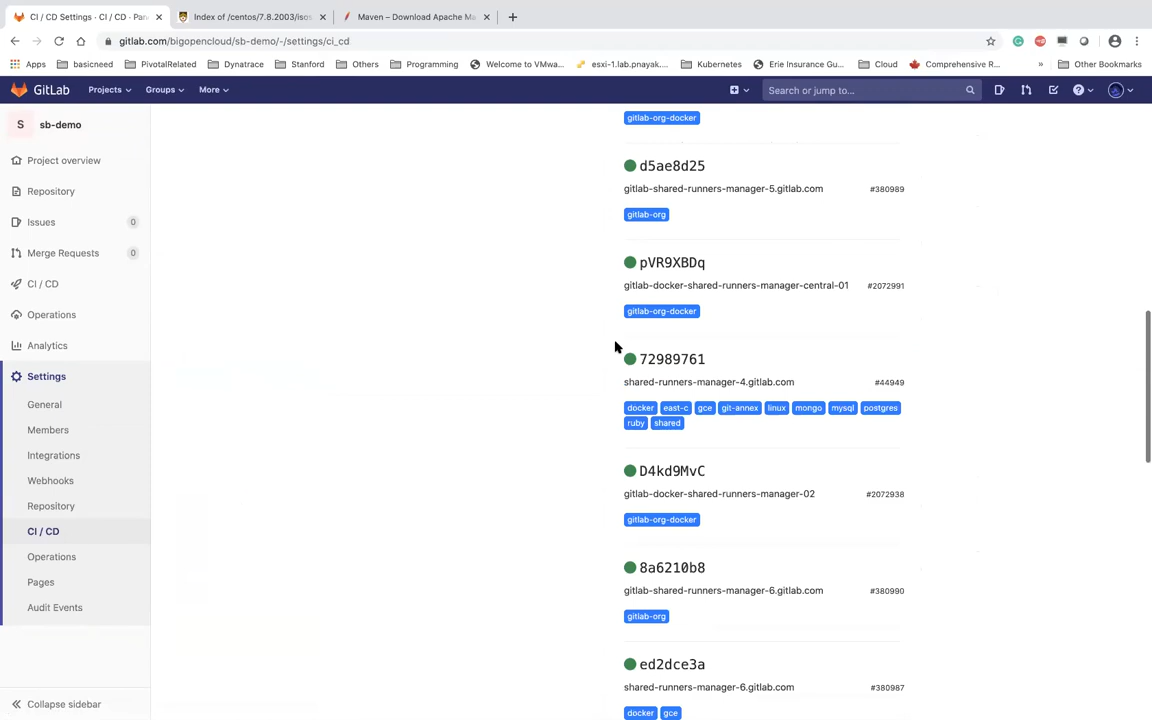 CI / CD Settings · CI / CD · Pan
Index of /centos/7.8.2003/isos
Maven – Download Apache Ma
gitlab.com/bigopencloud/sb-demo/-/settings/ci_cd
Apps
basicneed
PivotalRelated
Dynatrace
Stanford
Others
Programming
Welcome to VMwa...
esxi-1.lab.pnayak....
Kubernetes
Erie Insurance Gu...
Cloud
Comprehensive R...
»
Other Bookmarks
GitLab
Projects
Groups
More
Search or jump to...
S
sb-demo
Project overview
Repository
Issues
0
Merge Requests
0
CI / CD
Operations
Analytics
Settings
General
Members
Integrations
Webhooks
Repository
CI / CD
Operations
Pages
Audit Events
Collapse sidebar
gitlab-org-docker
d5ae8d25
gitlab-shared-runners-manager-5.gitlab.com
#380989
gitlab-org
pVR9XBDq
gitlab-docker-shared-runners-manager-central-01
#2072991
gitlab-org-docker
72989761
shared-runners-manager-4.gitlab.com
#44949
docker east-c gce git-annex linux mongo mysql postgres
ruby shared
D4kd9MvC
gitlab-docker-shared-runners-manager-02
#2072938
gitlab-org-docker
8a6210b8
gitlab-shared-runners-manager-6.gitlab.com
#380990
gitlab-org
ed2dce3a
shared-runners-manager-6.gitlab.com
#380987
docker gce